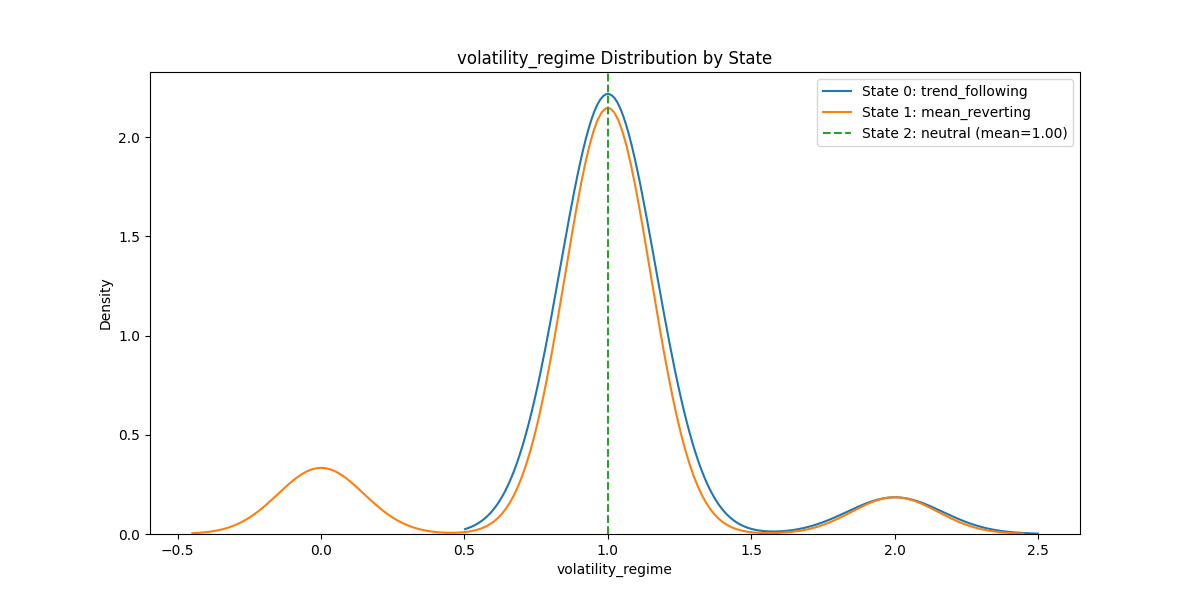 volatility_regime Distribution by State
State 0: trend_following
State 1: mean_reverting
State 2: neutral (mean=1.00)
Density
2.0
1.5
1.0
0.5
0.0
−0.5 0.0 0.5 1.0 1.5 2.0 2.5
volatility_regime